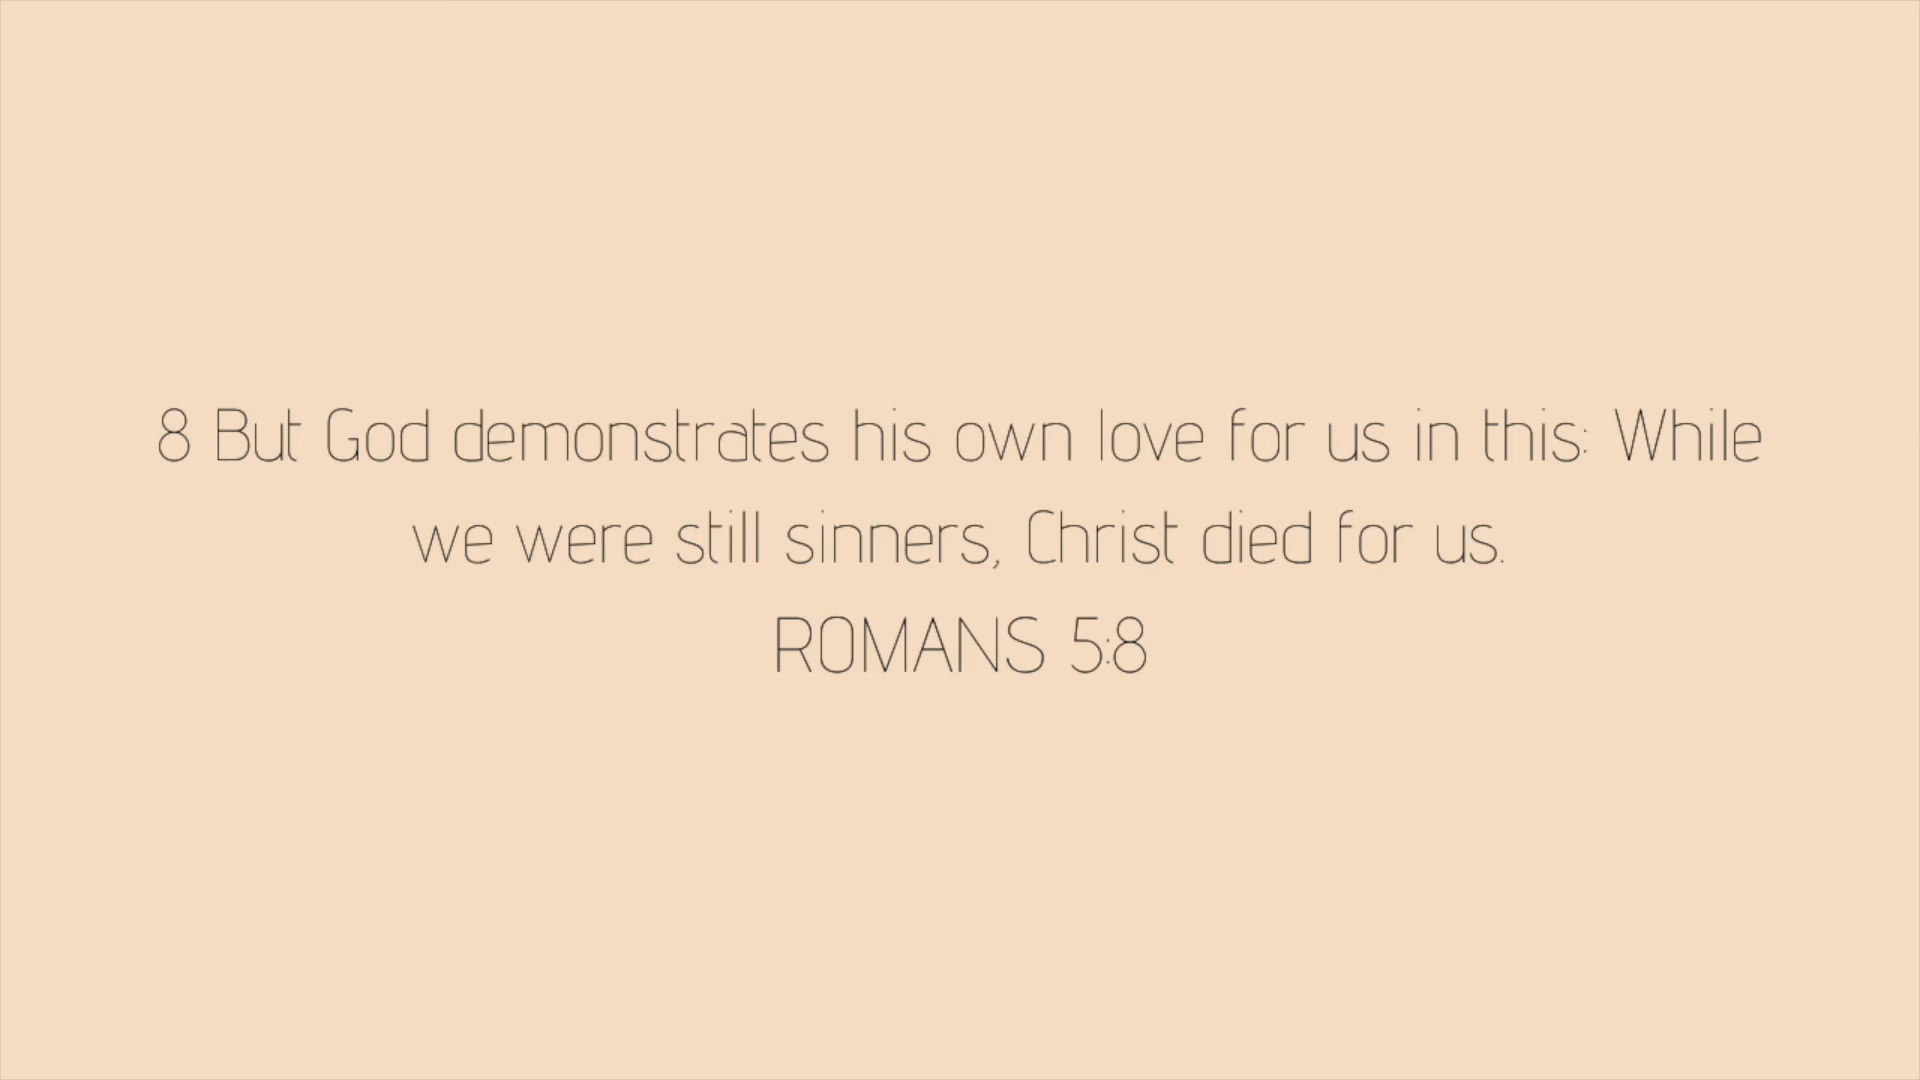 8 But God demonstrates his own love for us in this: While
we were still sinners, Christ died for us.
ROMANS 5:8